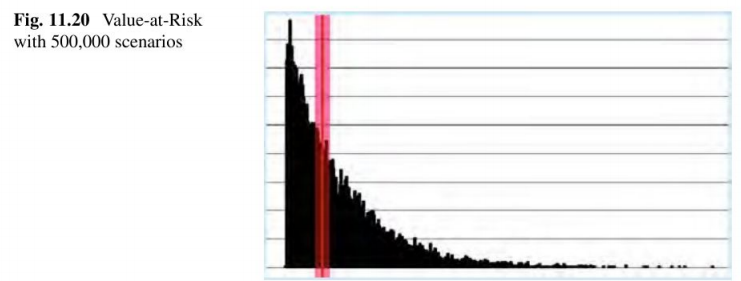 Fig. 11.20 Value-at-Risk
with 500,000 scenarios